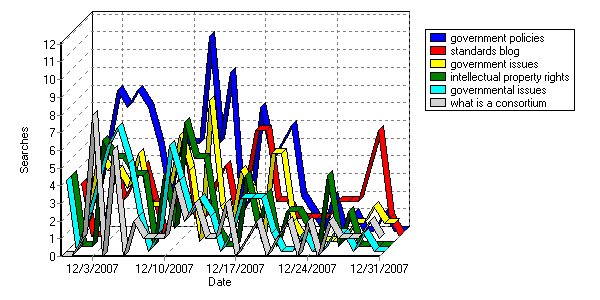 12
11
10
9
8
7
6
5
4
3
2
1
0
Searches
12/3/2007
12/10/2007
12/17/2007
12/24/2007
12/31/2007
Date
government policies
standards blog
government issues
intellectual property rights
governmental issues
what is a consortium